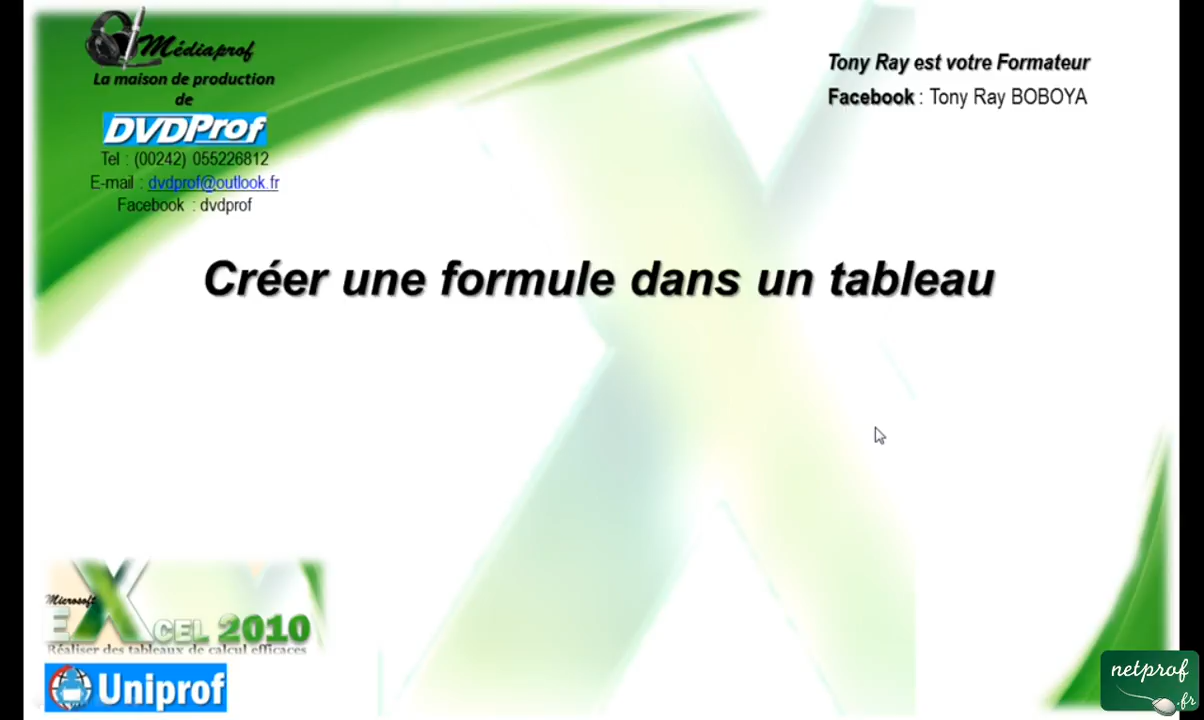 Médiaprof
La maison de production
de
DVDProf
Tel : (00242) 055226812
E-mail : dvdprof@outlook.fr
Facebook : dvdprof
Tony Ray est votre Formateur
Facebook : Tony Ray BOBOYA
Créer une formule dans un tableau
Microsoft
EXCEL 2010
Réaliser des tableaux de calcul efficaces
Uniprof
netprof
.fr